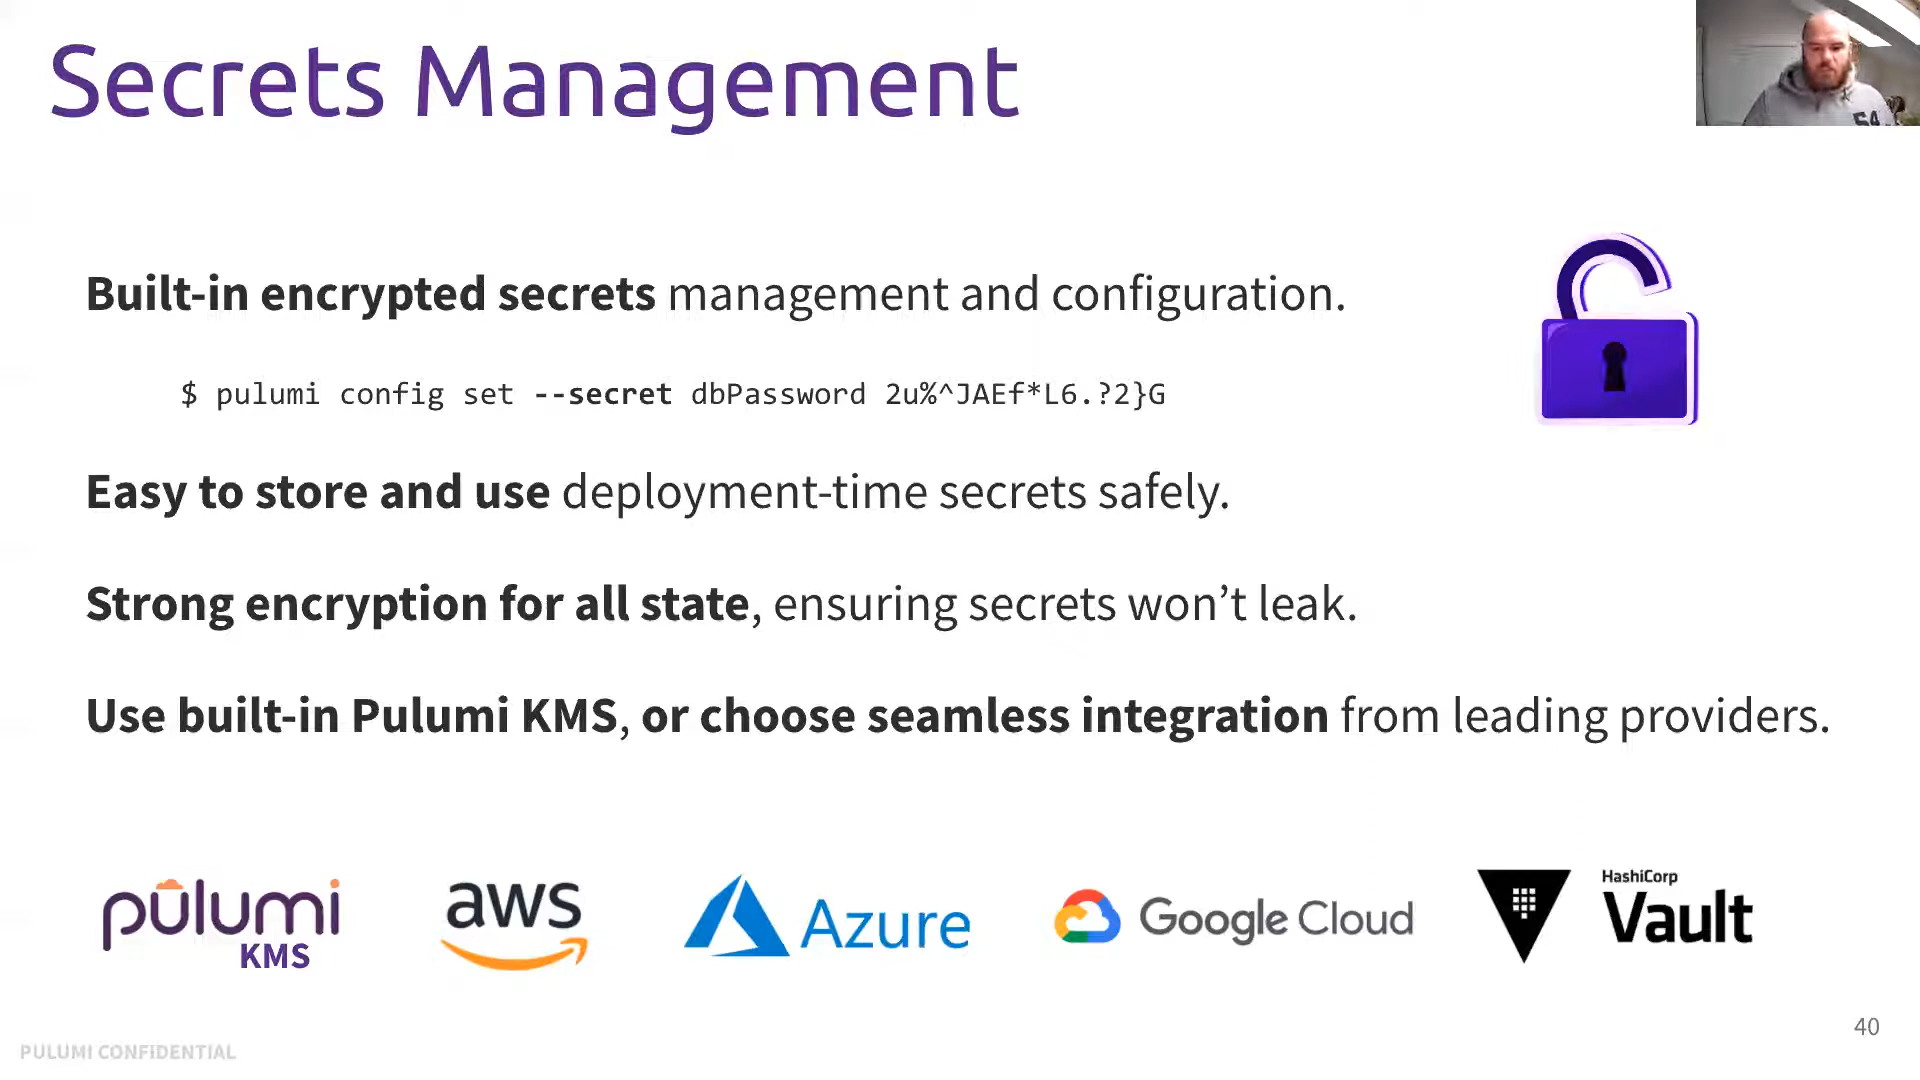 Secrets Management
54
Built-in encrypted secrets management and configuration.
$ pulumi config set --secret dbPassword 2u%^JAEf*L6.?2}G
Easy to store and use deployment-time secrets safely.
Strong encryption for all state, ensuring secrets won’t leak.
Use built-in Pulumi KMS, or choose seamless integration from leading providers.
pulumi
KMS
aws
Azure
Google Cloud
HashiCorp
Vault
40
PULUMI CONFIDENTIAL